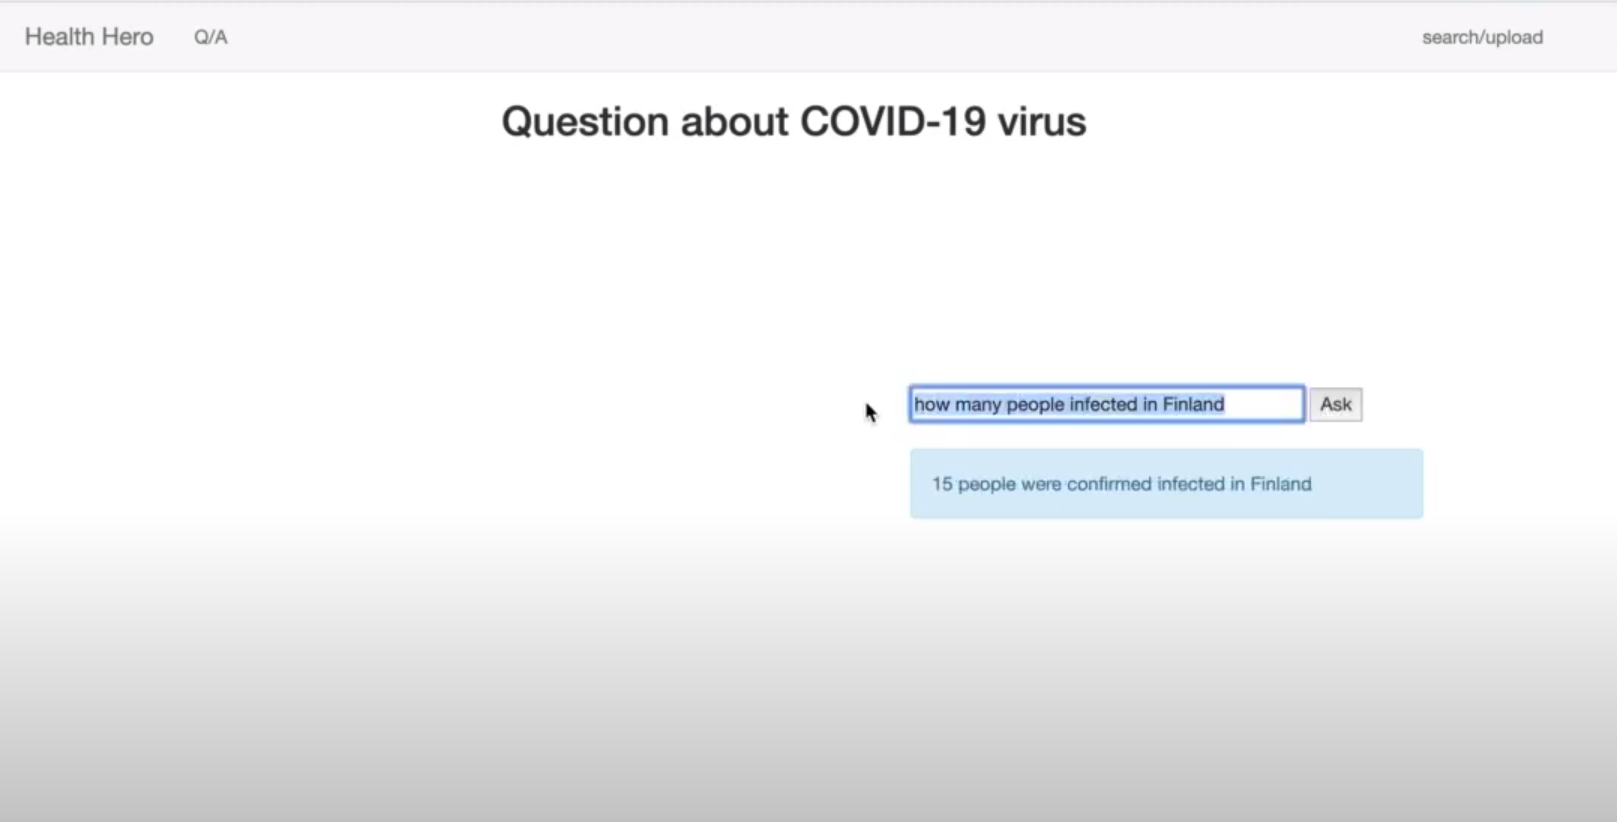 Health Hero Q/A search/upload
Question about COVID-19 virus
how many people infected in Finland Ask
15 people were confirmed infected in Finland